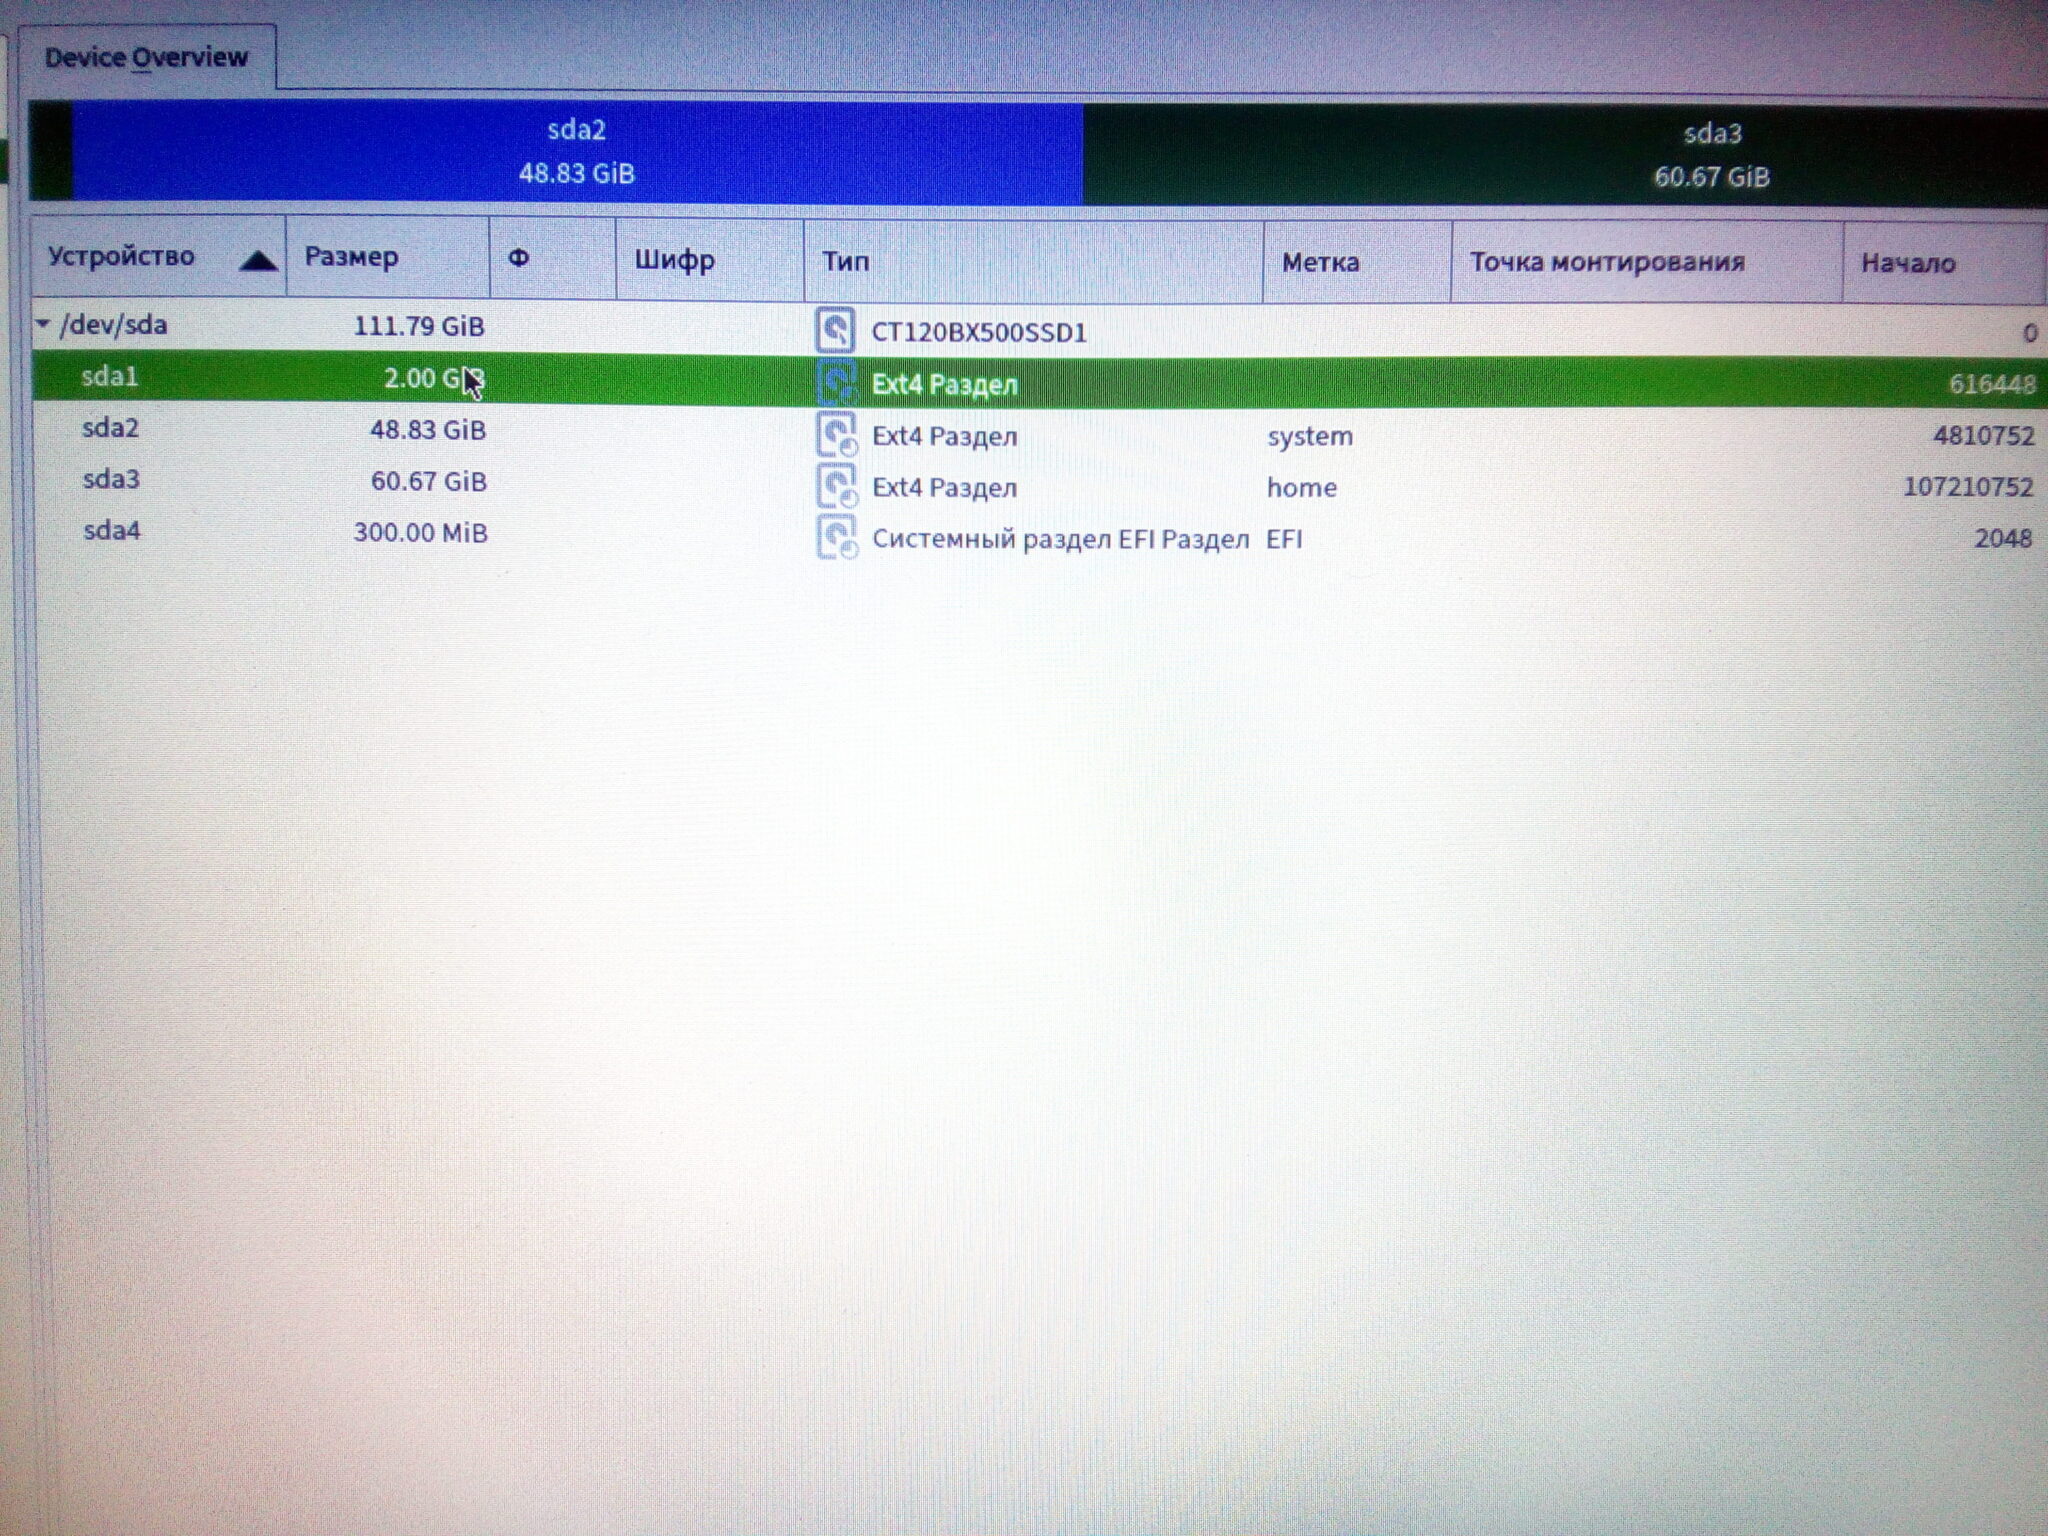 Device Overview
sda2 sda3
48.83 GiB 60.67 GiB
Устройство Размер Ф Шифр Тип Метка Точка монтирования Начало
/dev/sda 111.79 GiB CT120BX500SSD1 0
sda1 2.00 GiB Ext4 Раздел 616448
sda2 48.83 GiB Ext4 Раздел system 4810752
sda3 60.67 GiB Ext4 Раздел home 107210752
sda4 300.00 MiB Системный раздел EFI Раздел EFI 2048